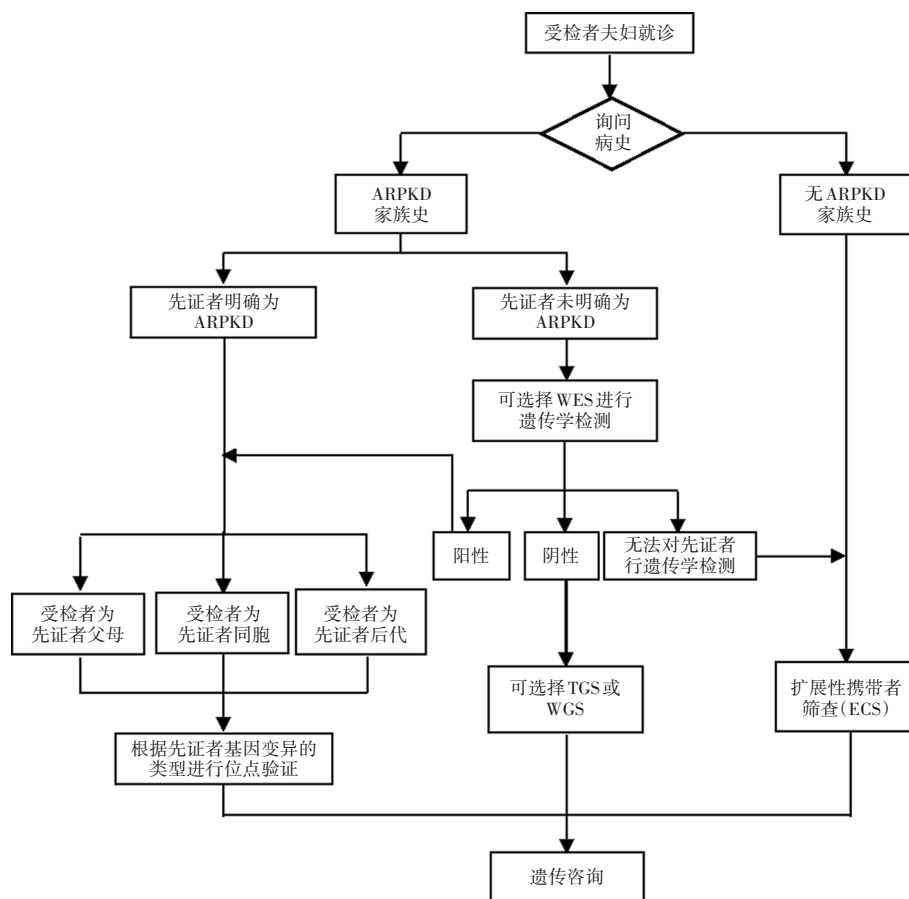 受检者夫妇就诊
询问
病史
ARPKD
家族史
无ARPKD
家族史
先证者明确为
ARPKD
先证者未明确为
ARPKD
可选择WES进行
遗传学检测
阳性
阴性
无法对先证者
行遗传学检测
受检者为
先证者父母
受检者为
先证者同胞
受检者为
先证者后代
可选择TGS或
WGS
扩展性携带者
筛查(ECS)
根据先证者基因变异的
类型进行位点验证
遗传咨询